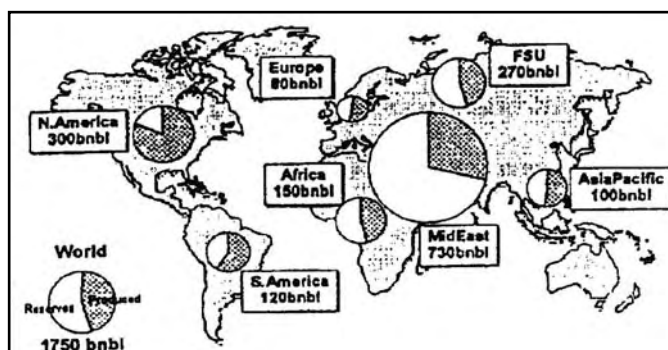 FSU
270bnbl
Europe
80bnbl
N.America
300bnbl
Africa
150bnbl
AsiaPacific
100bnbl
MidEast
730bnbl
S.America
120bnbl
World
Reserves
Produced
1750 bnbl